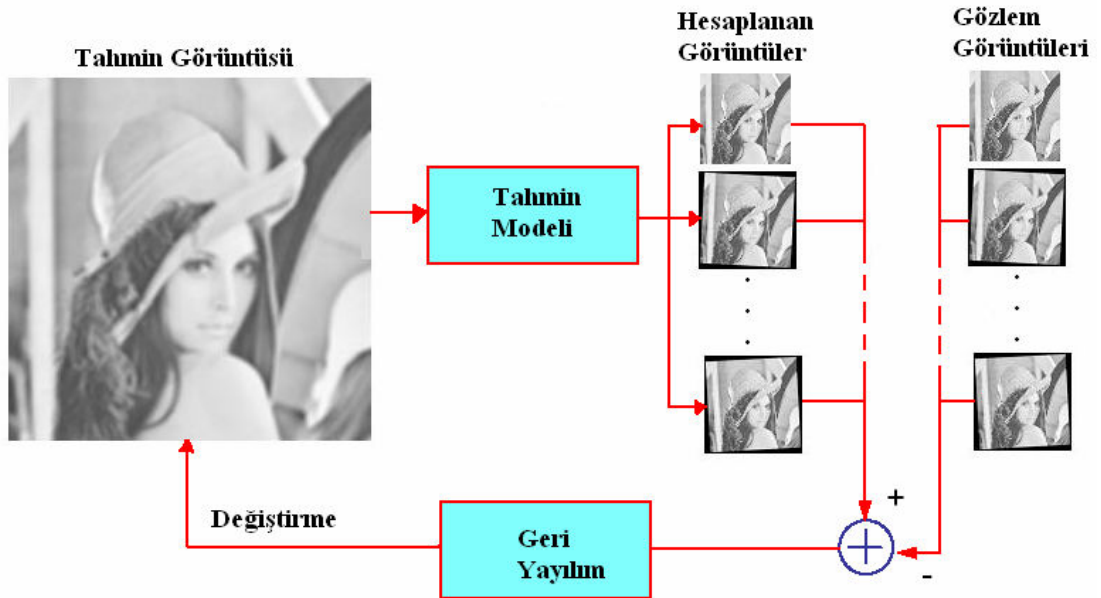 Tahmin Görüntüsü
Hesaplanan
Görüntüler
Gözlem
Görüntüleri
Tahmin
Modeli
+
-
Değiştirme
Geri
Yayılım